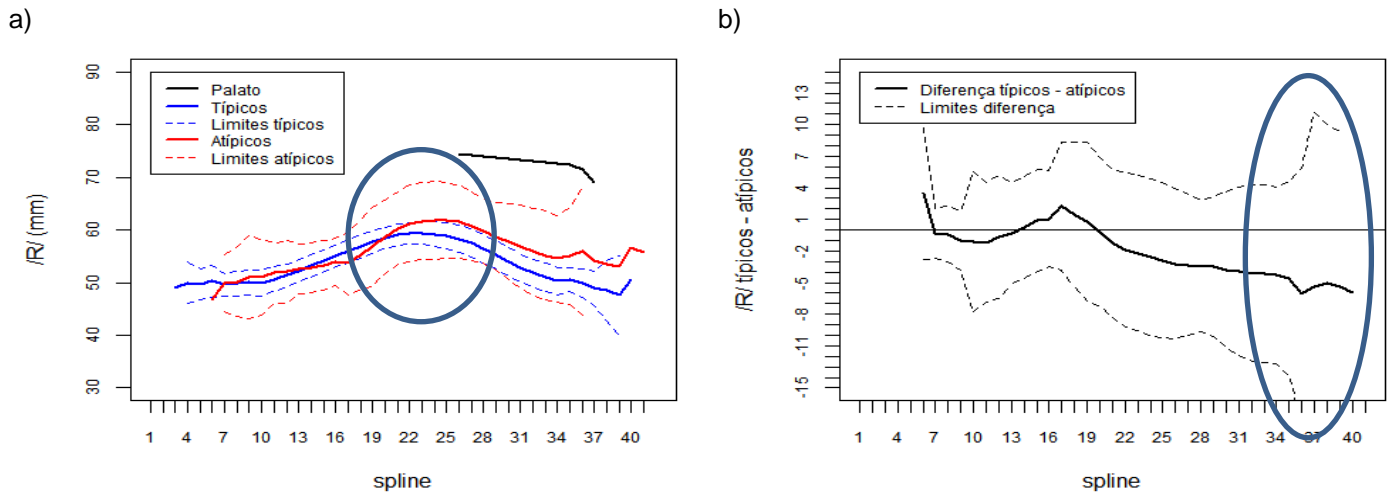 a)
/R/ (mm)
90
80
70
60
50
40
30
Palato
Típicos
Limites típicos
Atípicos
Limites atípicos
1 4 7 10 13 16 19 22 25 28 31 34 37 40
spline
b)
/R/ típicos - atípicos
13
10
7
4
1
-2
-5
-8
-11
-15
Diferença típicos - atípicos
Limites diferença
1 4 7 10 13 16 19 22 25 28 31 34 37 40
spline